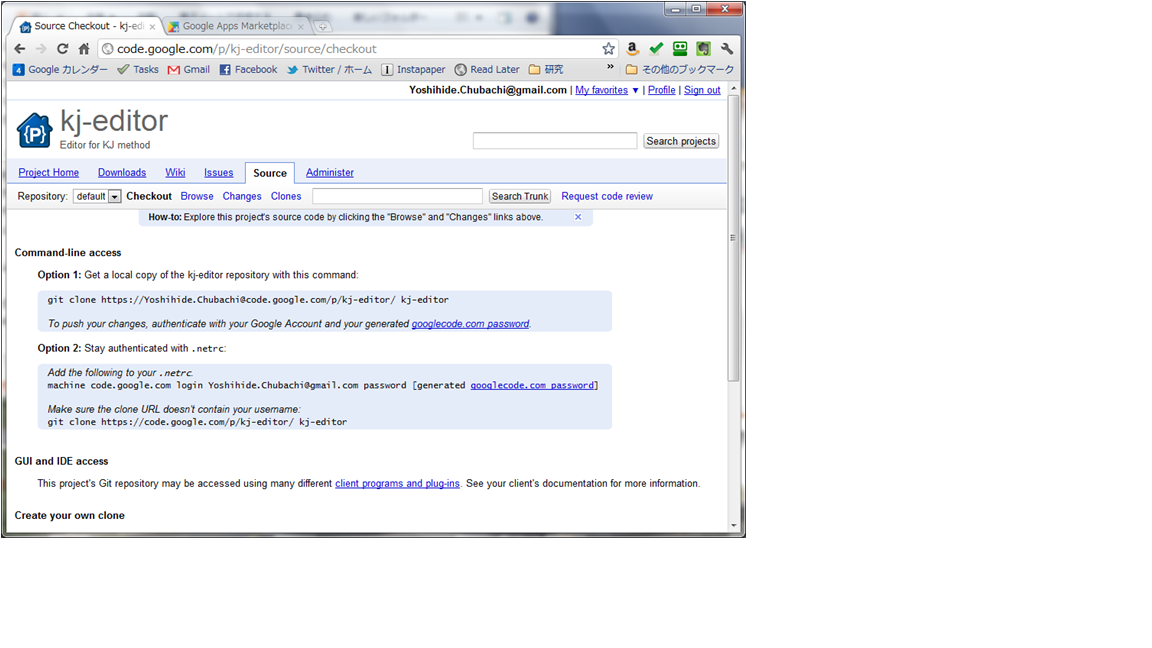 Source Checkout - kj-edi
Google Apps Marketplace
code.google.com/p/kj-editor/source/checkout
4 Google カレンダー Tasks Gmail Facebook Twitter / ホーム Instapaper Read Later 研究 » その他のブックマーク
Yoshihide.Chubachi@gmail.com | My favorites ▼ | Profile | Sign out
{P} kj-editor
Editor for KJ method
Search projects
Project Home Downloads Wiki Issues Source Administer
Repository: default Checkout Browse Changes Clones Search Trunk Request code review
How-to: Explore this project's source code by clicking the "Browse" and "Changes" links above.
Command-line access
Option 1: Get a local copy of the kj-editor repository with this command:
git clone https://Yoshihide.Chubachi@code.google.com/p/kj-editor/ kj-editor
To push your changes, authenticate with your Google Account and your generated googlecode.com password.
Option 2: Stay authenticated with .netrc:
Add the following to your .netrc.
machine code.google.com login Yoshihide.Chubachi@gmail.com password [generated googlecode.com password]
Make sure the clone URL doesn't contain your username:
git clone https://code.google.com/p/kj-editor/ kj-editor
GUI and IDE access
This project's Git repository may be accessed using many different client programs and plug-ins. See your client's documentation for more information.
Create your own clone